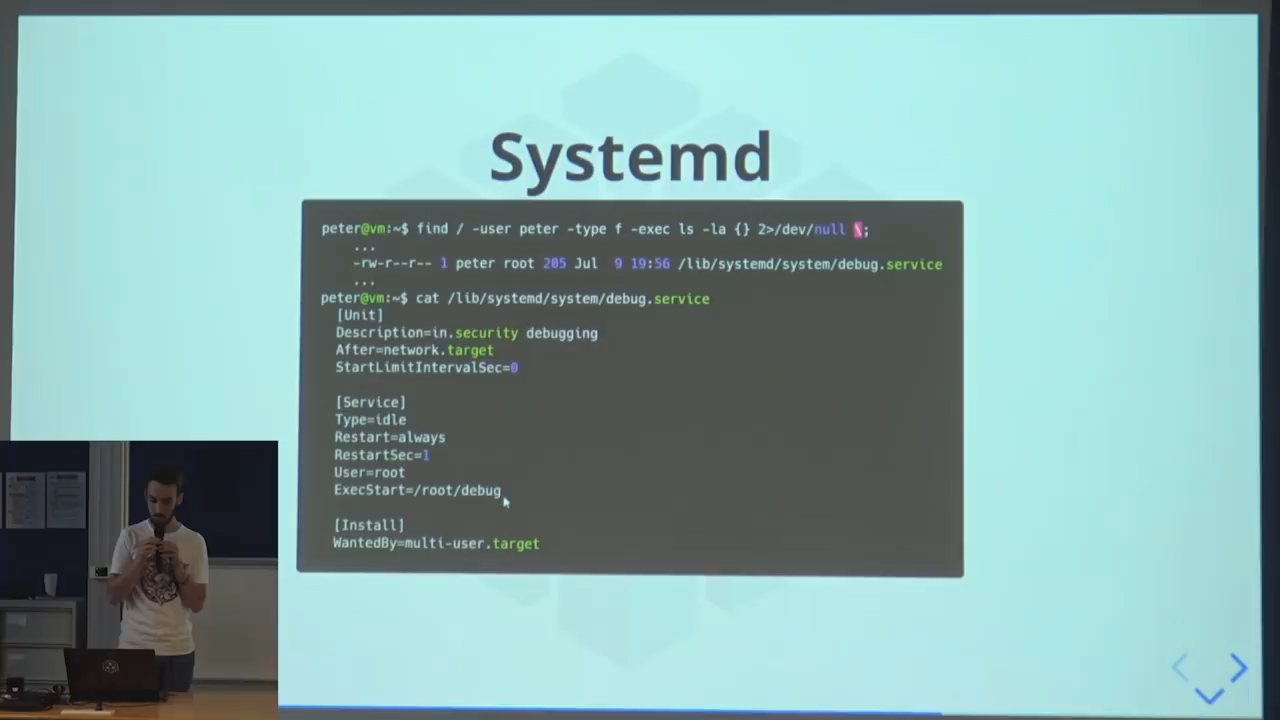 Systemd
peter@vm:~$ find / -user peter -type f -exec ls -la {} 2>/dev/null \;
...
-rw-r--r-- 1 peter root 205 Jul  9 19:56 /lib/systemd/system/debug.service
...
peter@vm:~$ cat /lib/systemd/system/debug.service
[Unit]
Description=in.security debugging
After=network.target
StartLimitIntervalSec=0
[Service]
Type=idle
Restart=always
RestartSec=1
User=root
ExecStart=/root/debug
[Install]
WantedBy=multi-user.target